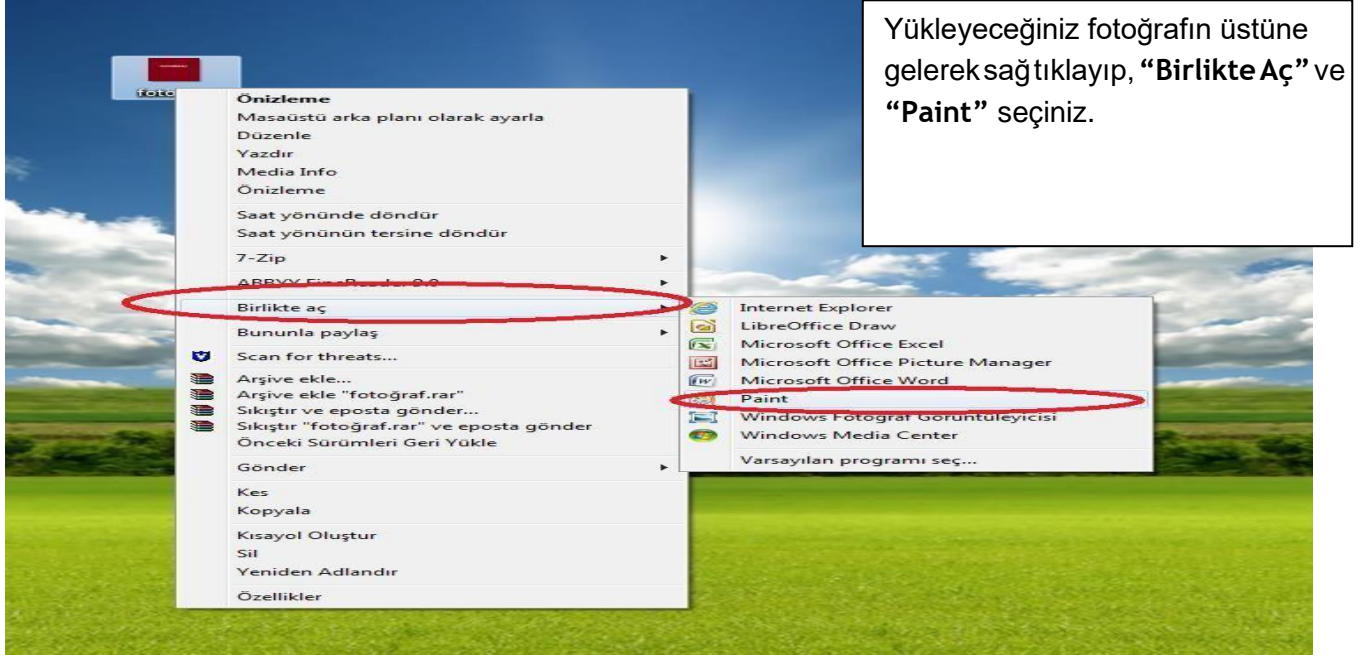 Yükleyeceğiniz fotoğrafın üstüne
gelerek sağ tıklayıp, “Birlikte Aç” ve
“Paint” seçiniz.
Önizleme
Masaüstü arka planı olarak ayarla
Düzenle
Yazdır
Media Info
Önizleme
Saat yönünde döndür
Saat yönünün tersine döndür
7-Zip
ABBYY FineReader 9.0
Birlikte aç
Bununla paylaş
Scan for threats...
Arşive ekle...
Arşive ekle "fotoğraf.rar"
Sıkıştır ve eposta gönder...
Sıkıştır "fotoğraf.rar" ve eposta gönder
Önceki Sürümleri Geri Yükle
Gönder
Kes
Kopyala
Kısayol Oluştur
Sil
Yeniden Adlandır
Özellikler
Internet Explorer
LibreOffice Draw
Microsoft Office Excel
Microsoft Office Picture Manager
Microsoft Office Word
Paint
Windows Fotoğraf Görüntüleyicisi
Windows Media Center
Varsayılan programı seç...